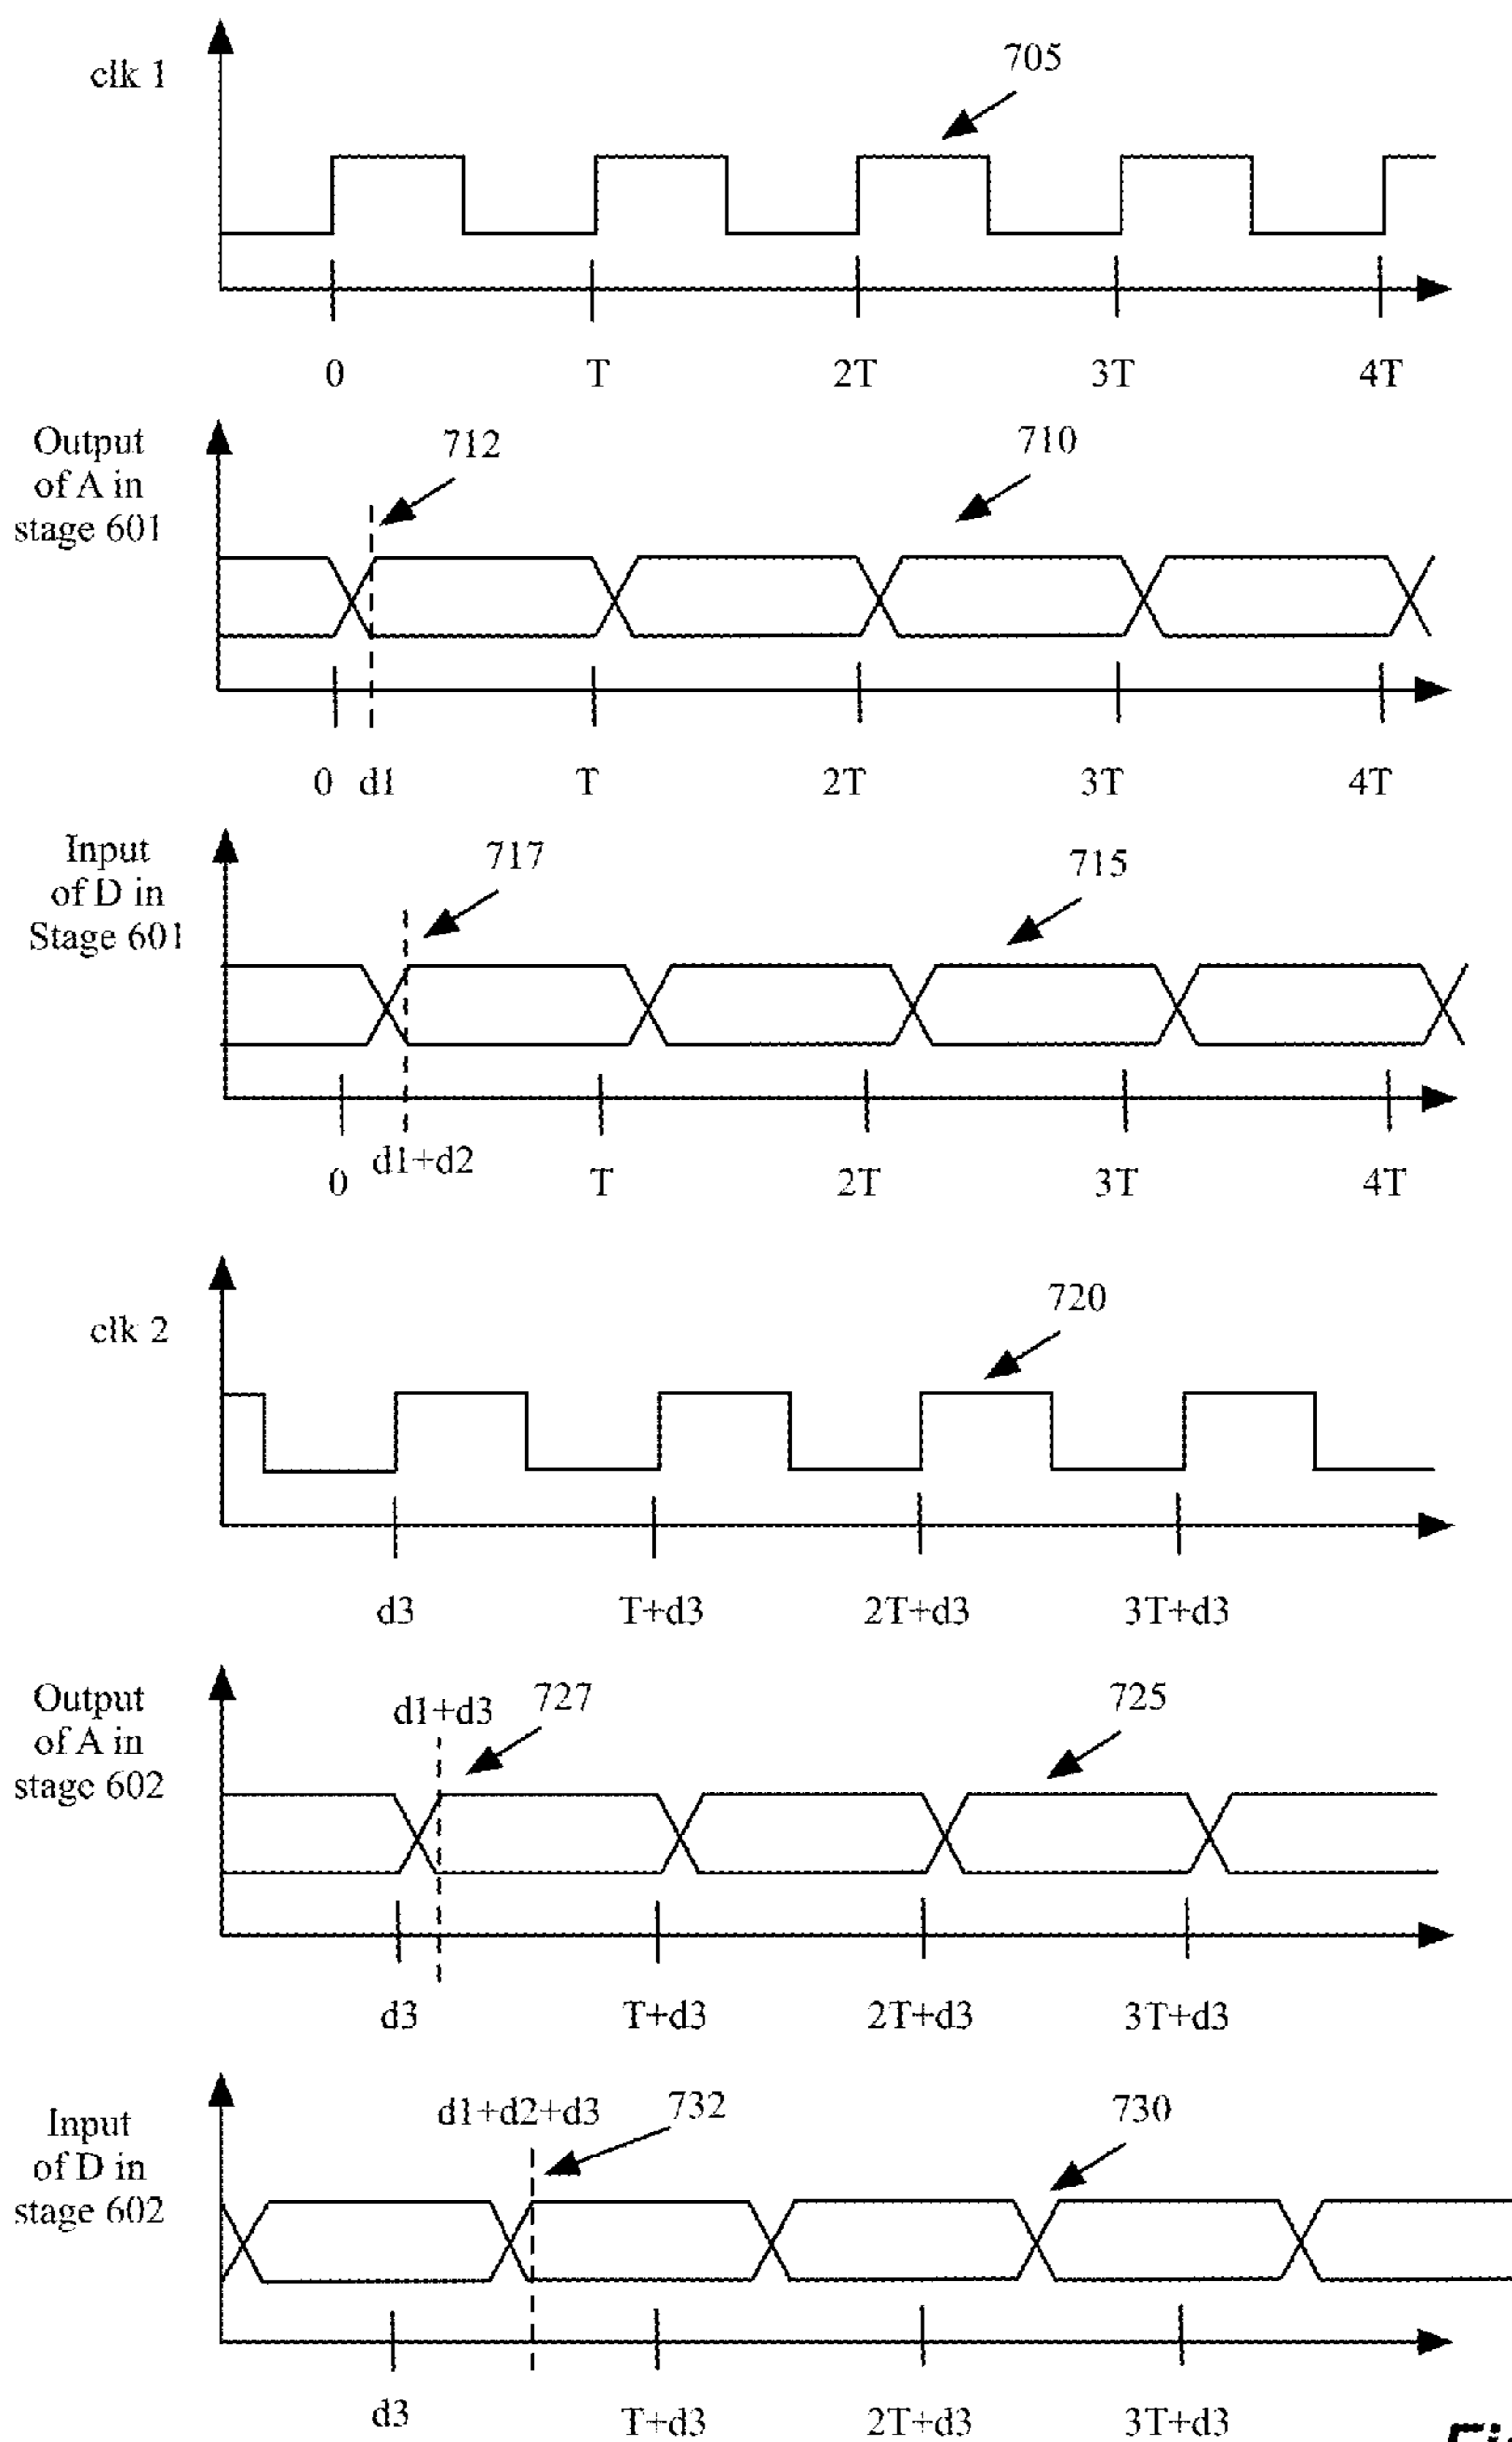 clk 1
705
0 T 2T 3T 4T
Output
of A in
stage 601
712
710
0 d1 T 2T 3T 4T
Input
of D in
Stage 601
717
715
d1+d2
0 T 2T 3T 4T
clk 2
720
d3 T+d3 2T+d3 3T+d3
Output
of A in
stage 602
d1+d3
727
725
d3 T+d3 2T+d3 3T+d3
Input
of D in
stage 602
d1+d2+d3
732
730
d3 T+d3 2T+d3 3T+d3